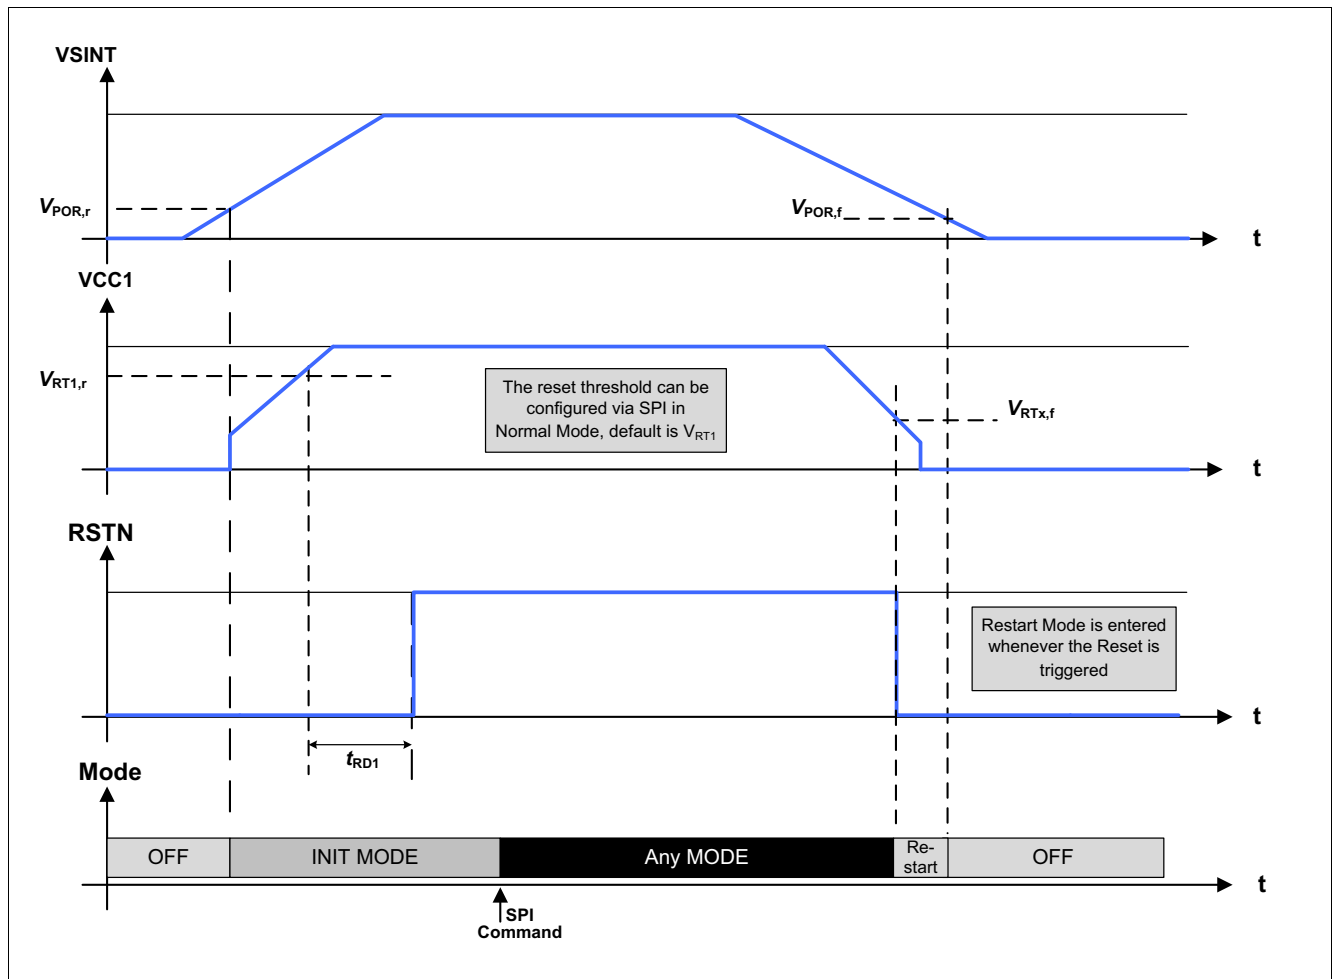 VSINT
VPOR,r
VPOR,f
t
VCC1
VRT1,r
The reset threshold can be
configured via SPI in
Normal Mode, default is VRT1
VRTx,f
t
RSTN
Restart Mode is entered
whenever the Reset is
triggered
t
tRD1
Mode
OFF
INIT MODE
Any MODE
Re-
start
OFF
t
SPI
Command